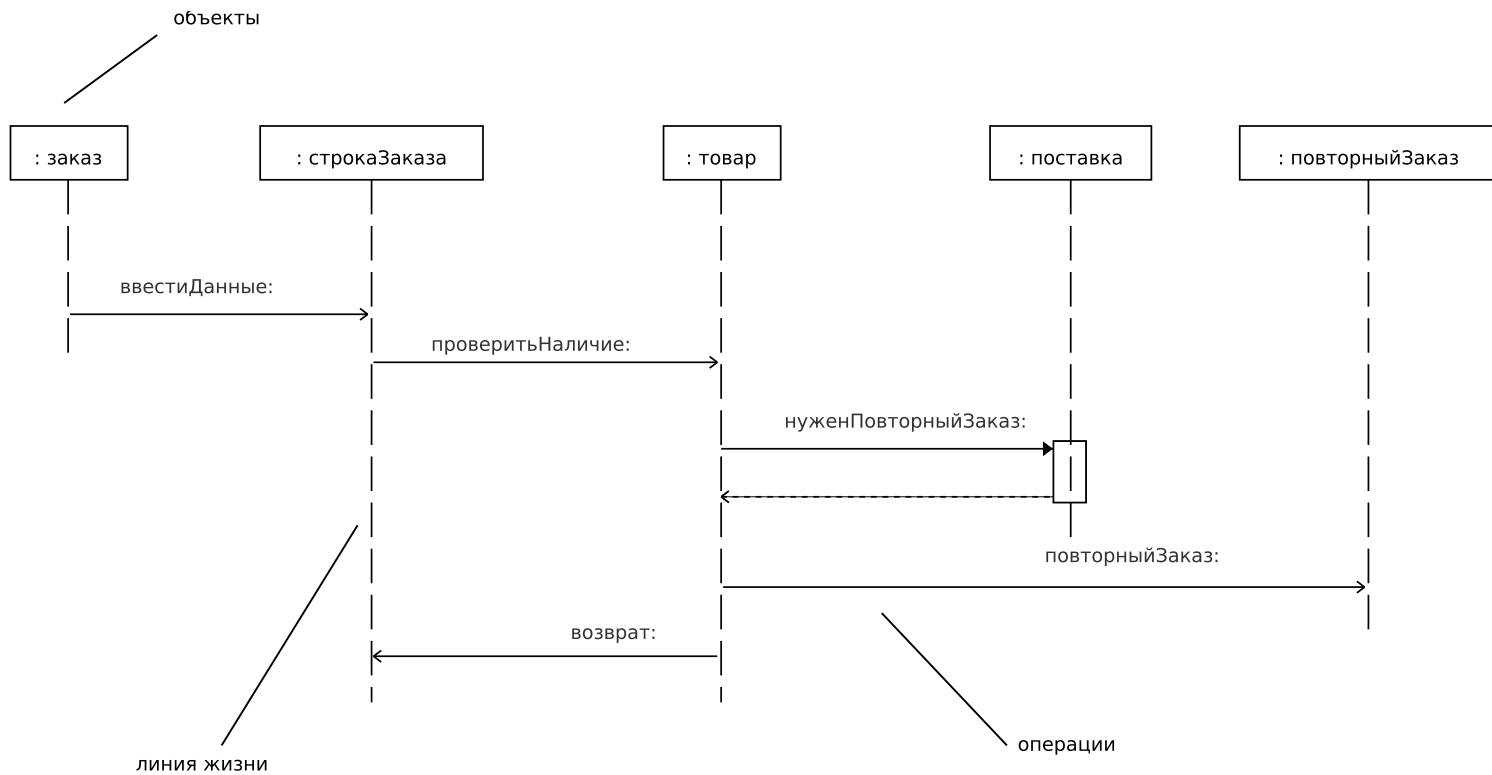 объекты
: заказ
: строкаЗаказа
: товар
: поставка
: повторныйЗаказ
ввестиДанные:
проверитьНаличие:
нуженПовторныйЗаказ:
повторныйЗаказ:
возврат:
операции
линия жизни